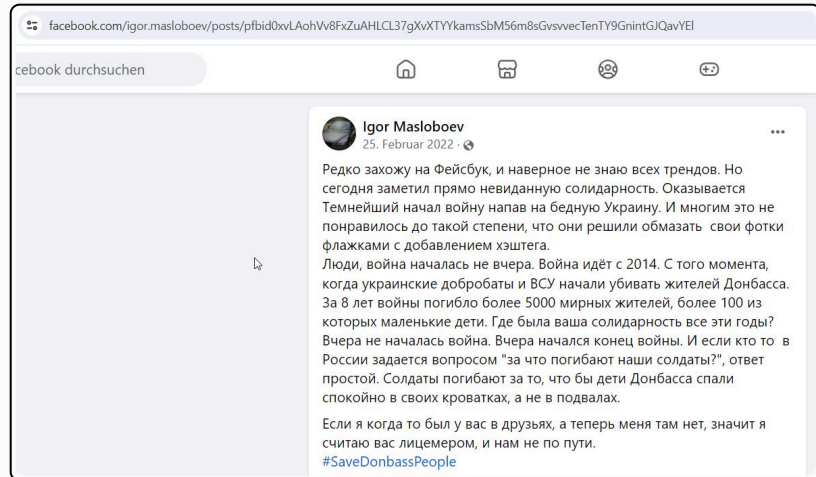 facebook.com/igor.masloboev/posts/pfbid0xvLAohVv8FxZuAHLCL37gXvXTYYkamsSbM56m8sGvsvvecTenTY9GnintGJQavYEl
cebook durchsuchen
Igor Masloboev
25. Februar 2022 ·
Редко захожу на Фейсбук, и наверное не знаю всех трендов. Но
сегодня заметил прямо невиданную солидарность. Оказывается
Темнейший начал войну напав на бедную Украину. И многим это не
понравилось до такой степени, что они решили обмазать свои фотки
флажками с добавлением хэштега.
Люди, война началась не вчера. Война идёт с 2014. С того момента,
когда украинские добробаты и ВСУ начали убивать жителей Донбасса.
За 8 лет войны погибло более 5000 мирных жителей, более 100 из
которых маленькие дети. Где была ваша солидарность все эти годы?
Вчера не началась война. Вчера начался конец войны. И если кто то в
России задается вопросом "за что погибают наши солдаты?", ответ
простой. Солдаты погибают за то, что бы дети Донбасса спали
спокойно в своих кроватках, а не в подвалах.
Если я когда то был у вас в друзьях, а теперь меня там нет, значит я
считаю вас лицемером, и нам не по пути.
#SaveDonbassPeople